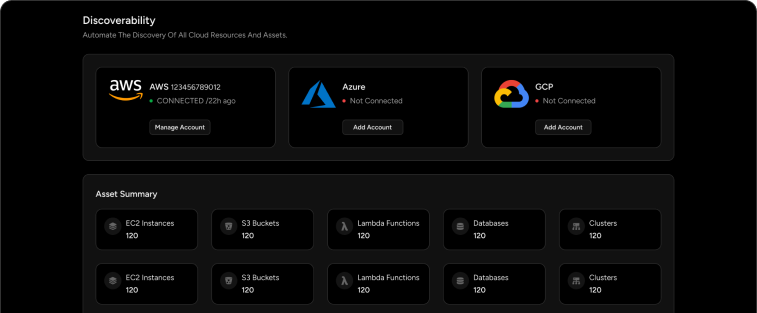 Discoverability
Automate The Discovery Of All Cloud Resources And Assets.
aws AWS 123456789012
CONNECTED /22h ago
Manage Account
Azure
Not Connected
Add Account
GCP
Not Connected
Add Account
Asset Summary
EC2 Instances
120
S3 Buckets
120
Lambda Functions
120
Databases
120
Clusters
120
EC2 Instances
120
S3 Buckets
120
Lambda Functions
120
Databases
120
Clusters
120